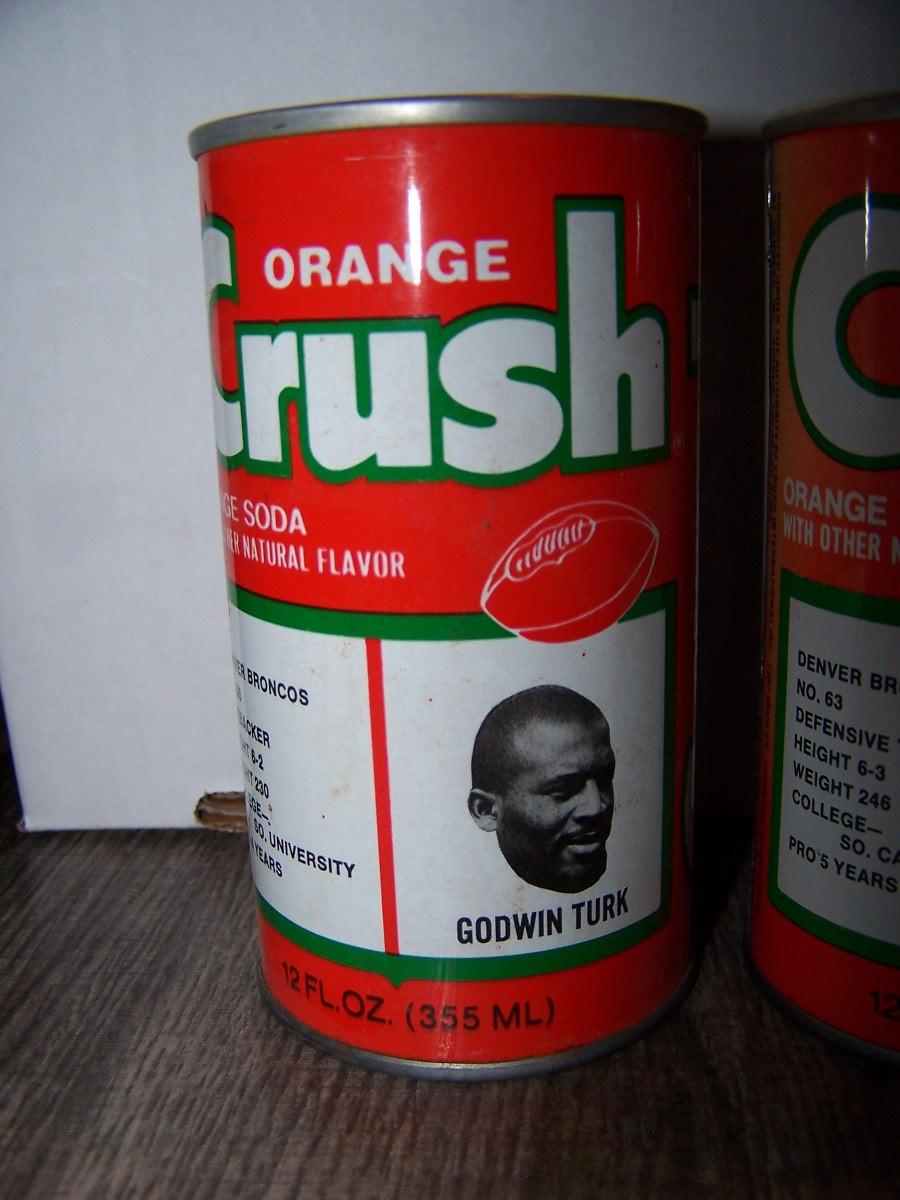 ORANGE
Crush
®
GE SODA
HER NATURAL FLAVOR
ER BRONCOS
ACKER
HT 6-2
HT 230
GE—
SO. UNIVERSITY
YEARS
GODWIN TURK
12 FL.OZ. (355 ML)
C
ORANGE
WITH OTHER N
DENVER BR
NO. 63
DEFENSIVE
HEIGHT 6-3
WEIGHT 246
COLLEGE—
SO. CA
PRO 5 YEARS
12